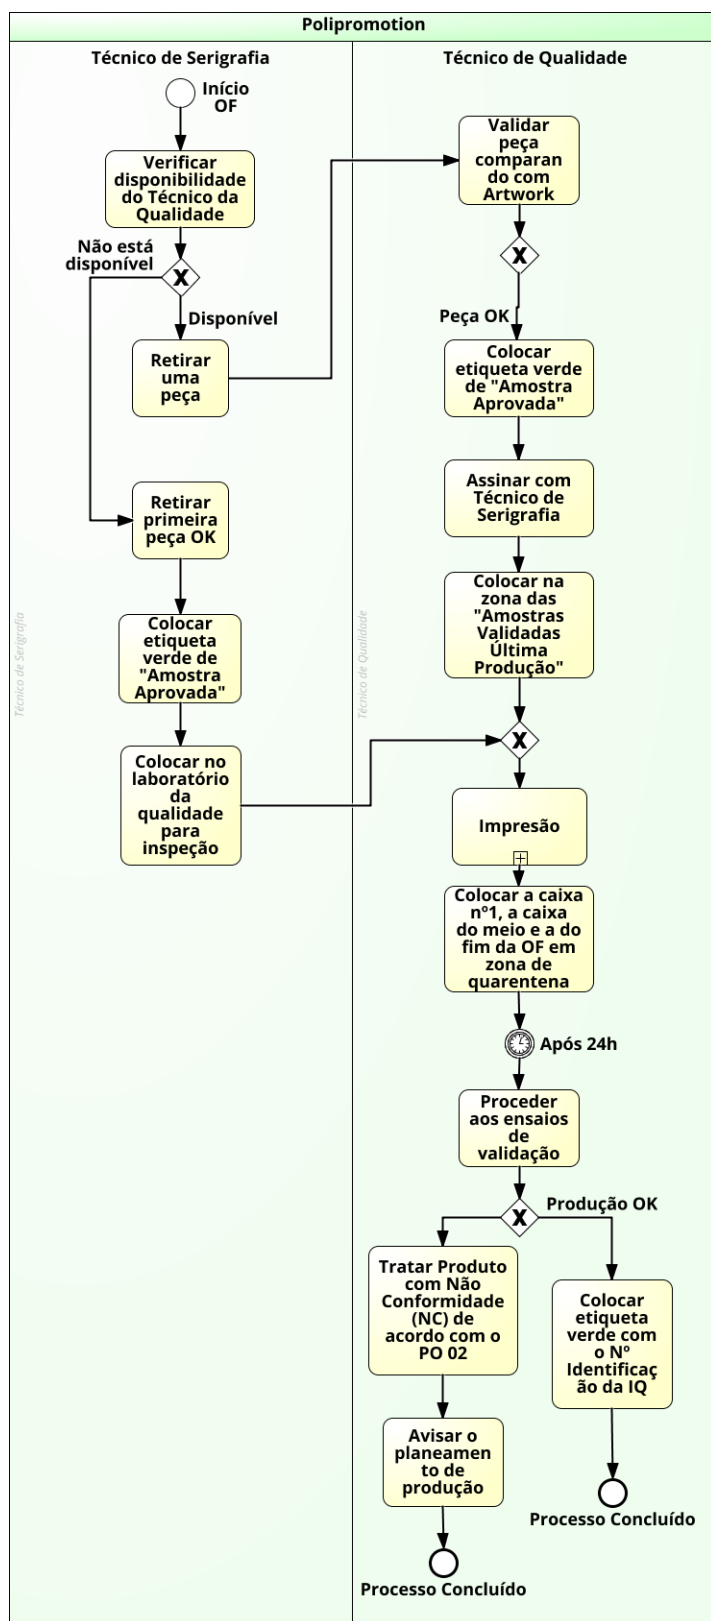 Polipromotion
Técnico de Serigrafia
Técnico de Qualidade
Início
OF
Verificar
disponibilidade
do Técnico da
Qualidade
Não está
disponível
X
Disponível
Retirar
uma
peça
Retirar
primeira
peça OK
Colocar
etiqueta
verde de
"Amostra
Aprovada"
Colocar no
laboratório
da
qualidade
para
inspeção
Técnico de Serigrafia
Validar
peça
comparan
do com
Artwork
X
Peça OK
Colocar
etiqueta verde
de "Amostra
Aprovada"
Assinar com
Técnico de
Serigrafia
Colocar na
zona das
"Amostras
Validadas
Última
Produção"
Técnico de Qualidade
X
Impresão
Colocar a caixa
nº1, a caixa
do meio e a do
fim da OF em
zona de
quarentena
Após 24h
Proceder
aos ensaios
de
validação
X
Produção OK
Tratar Produto
com Não
Conformidade
(NC) de
acordo com o
PO 02
Colocar
etiqueta
verde com
o Nº
Identificaç
ão da IQ
Avisar o
planeamen
to de
produção
Processo Concluído
Processo Concluído